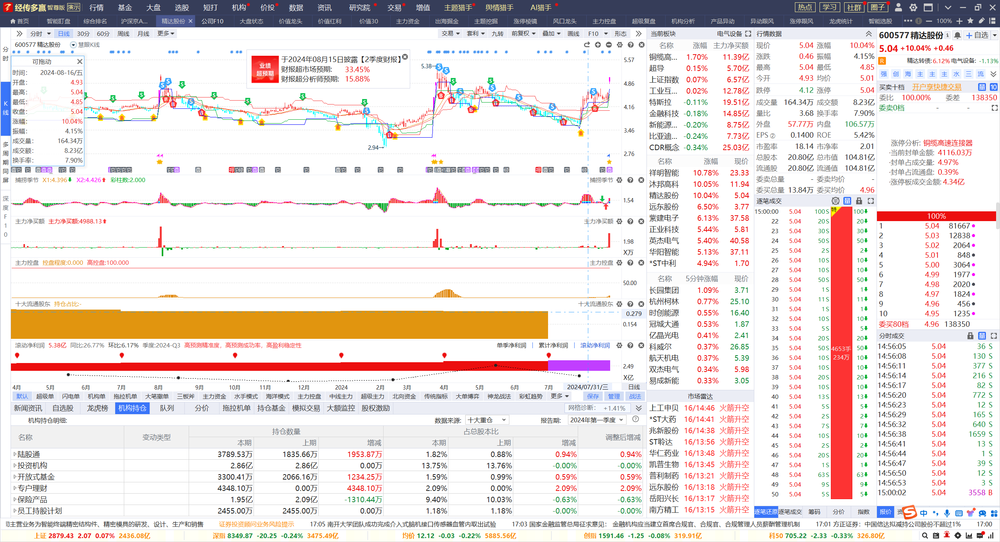 经传多赢 智尊版 演示 行情 基金 大盘 选股 短打 机构 价投 数据 资讯 研究院 交易 增值 主题猎手 舆情猎手 AI猎手 热点 学习 社群 圈子
首页 智能盯盘 综合排名 沪深京A... 精达股份 公司F10 大盘状态 价值龙头 价值红利 价值30 主力资金 出海掘金 主题挖掘 涨停棱镜 风口龙头 主力控盘 超级复盘 机构分析 产品异动 异动跟风 涨停跟风 龙虎统计 智能选股 100%
分时 日线 30分 60分 周线 月线 更多 交易 套利 九转 前复权 叠加 画线 F10 形态
600577 精达股份 慧眼K线
分时
K线
多周期同屏
深度F10
可拖动
时间: 2024-08-16/五
开盘: 4.93
最高: 5.04
最低: 4.85
收盘: 5.04
涨幅: 10.04%
振幅: 4.15%
成交量: 164.34万
成交额: 8.23亿
换手率: 7.90%
业绩超预期
于2024年08月15日披露【2季度财报】
财报超市场预期: 33.45%
财报超分析师预期: 15.88%
5.38
2.94
5.57
4.86
4.16
3.46
2.76
捕捞季节 X1:4.396 X2:4.426 彩柱数:2.000 捕捞季节
1.54
主力净买额 主力净买额:4988.13 主力净买额
1.98
X万
主力控盘 控盘程度:0.000 高控盘:100.000 主力控盘
50.00
十大流通股东 持仓占比:- 十大流通股东
0.279
0.154
滚动净利润 5.38亿 同比:26.77% 环比:6.17% 季度:2024-Q3 高预测精准度，高预测成功率，高盈利稳定性 单季净利润 | 累计净利润 | 滚动净利润
2.49
X亿
4月 5月 6月 7月 8月 9月 10月 11月 12月 2024 2月 3月 4月 5月 6月 7月 2024/07/31/三 日线
默认 超级单 闪电单 机构单 拖拉机单 大笔撤单 三板斧 主力资金 水手模式 海洋模式 主力控盘 中线主力 超级主力 北向资金 传统指标 大单博弈 神龙战法 彩虹趋势 更多 保存 管理 战法
新闻资讯 自选股 龙虎榜 机构持仓 队列 分价 拖拉机单 持仓基金 模拟交易 大额监控 股权激励 网格诊断: +1.41%
机构持仓明细: 数据来源: 十大重仓 报告期: 2024年第一季度
名称 变动类型 持仓数量 占总股本比 调整后增减
本期 上期 增减 本期 上期 增减
陆股通 3789.53万 1835.66万 1953.87万 1.82% 0.88% 0.94% 0.94%
投资机构 2.86亿 2.86亿 0.00万 13.75% 13.76% -0.00% -0.00%
开放式基金 3300.41万 2066.16万 1234.25万 1.59% 0.99% 0.59% 0.59%
专户理财 4348.10万 0.00万 4348.10万 2.09% 0.00% 2.09% 2.09%
保险产品 1.95亿 2.09亿 -1310.44万 9.40% 10.03% -0.63% -0.63%
员工持股计划 2455.00万 2455.00万 0.00万 1.18% 1.18% -0.00% -0.00%
当前板块 电气设备
名称 涨幅 主力净买额
铜缆高... 1.70% 11.39亿
超导 0.15% 5.70亿
上证指数 0.07% 6.57亿
工业互... 0.02% 12.78亿
特斯拉 -0.11% 19.51亿
金融科技 -0.18% 14.85亿
新能源... -0.20% 8.75亿
比亚迪... -0.24% 7.73亿
CDR概念 -0.34% 25.03亿
名称 涨幅 现价
祥明智能 10.78% 23.33
沐邦高科 10.05% 11.94
精达股份 10.04% 5.04
远东股份 6.50% 3.77
紫建电子 6.13% 37.58
正业科技 5.44% 5.81
英杰电气 5.40% 40.58
华阳智能 5.13% 37.11
*ST中利 4.94% 1.70
名称 5分钟涨幅 现价
长园集团 1.09% 3.71
杭州柯林 0.77% 25.10
时创能源 0.55% 16.40
冠城大通 0.53% 1.87
亿晶光电 0.41% 2.41
科威尔 0.37% 26.85
航天机电 0.37% 5.39
双杰电气 0.34% 5.98
易成新能 0.33% 3.05
市场雷达
上工申贝 16/14:46 火箭升空
*ST大药 16/14:41 火箭升空
兆新股份 16/14:38 火箭升空
ST聆达 16/13:56 火箭升空
华仁药业 16/13:48 火箭升空
凯普生物 16/13:45 火箭升空
普利制药 16/13:21 火箭升空
远东股份 16/13:18 火箭升空
岳阳兴长 16/13:17 火箭升空
南方精工 16/13:15 火箭升空
行情数据
现价 5.04 涨幅 10.04%
涨跌 0.46 振幅 4.15%
最高 5.04 最低 4.85
今开 4.93 均价 5.01
跌停 4.12 涨停 5.04
成交量 164.34万 成交额 8.23亿
量比 3.68 换手率 7.90%
外盘 57.77万 内盘 106.57万
EPS② 0.1400 ROE 5.42%
市盈率 18.14 市净率 2.01
总股本 20.80亿 总市值 104.81亿
流通股 20.80亿 流通值 104.81亿
委卖总量 - 委卖均价 -
委买总量 13.84万 委买均价 4.96
逐笔成交 单 量
特
15:00:00 5.04 100 S 100
22 5.04 20 S 20
23 5.04 30 S 30
24 5.04 50 S 50
25 5.04 2 S 2
26 5.04 10 S 10
27 5.04 10 S 10
28 5.04 50 S 50
29 5.04 1 S 1
30 5.04 11 S 11
31 5.04 1 S 1
32 5.04 10 S 10
33 5.04 5 S 5
34 5.04 20 S 20
35 5.04 50 S 4653手 50
36 5.04 10 S 234万 10
37 5.04 10 S 10
38 5.04 20 S 20
39 5.04 10 S 10
40 5.04 13 S 13
41 5.04 5 S 5
42 5.04 2 S 2
43 5.04 7 S 7
44 5.04 10 S 10
45 5.04 2 S 2
46 5.04 20 S 20
47 5.04 1 S 1
48 5.04 63 S 63
49 5.04 9 S 9
50 5.04 5 S 5
逐笔还原 逐笔成交 筹码 分价 指数
600577 精达股份 自选
5.04 +10.04% +0.46
R 精达转债: 6.12% 电气设备: -1.13%
强 创 海 主 主 主 水 三 流
买卖十档 开户享快捷交易 量 10
委比 100.00% 委差 138350
委卖0档 - -
涨停分析: 铜缆高速连接器
·当前封单金额: 4116.03万
·封单占成交量: 4.97%
·封单占流通盘: 0.39%
·涨停板成交金额: 4.34亿
100%
1 5.04 81667
2 5.03 12838
3 5.02 2064
4 5.01 848
5 5.00 3064
6 4.99 1977
7 4.98 2020
8 4.97 1824
9 4.96 456
10 4.95 1235
委买80档 4.96 138350
分时成交 量
14:56:05 5.04 36 S
14:56:08 5.04 130 S
14:56:11 5.04 377 S
14:56:14 5.04 216 S
14:56:17 5.04 82 S
14:56:20 5.04 772 S
14:56:23 5.04 12 S
14:56:29 5.04 165 S
14:56:32 5.04 640 S
14:56:38 5.04 1659 S
14:56:41 5.04 13 S
14:56:44 5.04 1 S
14:56:47 5.04 39 S
14:56:50 5.04 12 S
14:56:53 5.04 3 S
15:00:02 5.04 3558 B
报价 中
司主营业务为智能终端精密结构件、精密模具的研发、设计、生产和销售 证券投资顾问业务风险提示 17:05 南开大学团队成功完成介入式脑机接口传感器血管内取出试验 17:03 国家金融监管总局征求意见： 金融机构应当建立首席合规官、合规官、合规管理人员薪酬管理机制 17:01 方正证券：中国信达拟减持公司股份不超过1% 17:00
上证 2879.43 2.07 0.07% 2436.08亿 深指 8349.87 -20.25 -0.24% 3475.49亿 均价 12.12 -0.03 -0.22% 5885.56亿 创指 1591.46 -1.25 -0.08% 319.91亿 科50 705.22 -2.33 -0.33% 326.80亿